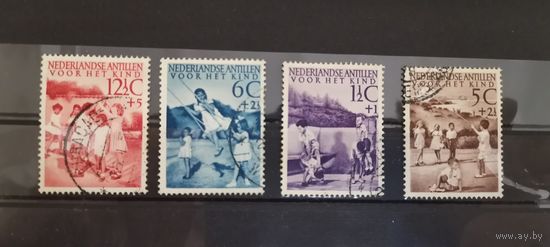 NEDERLANDSE ANTILLEN
VOOR HET KIND
12½C
+5
NEDERLANDSE ANTILLEN
VOOR HET KIND
6C
+2½
NEDERLANDSE ANTILLEN
VOOR HET KIND
1½C
+1
NEDERLANDSE ANTILLEN
VOOR HET KIND
5C
+2½
www.ay.by